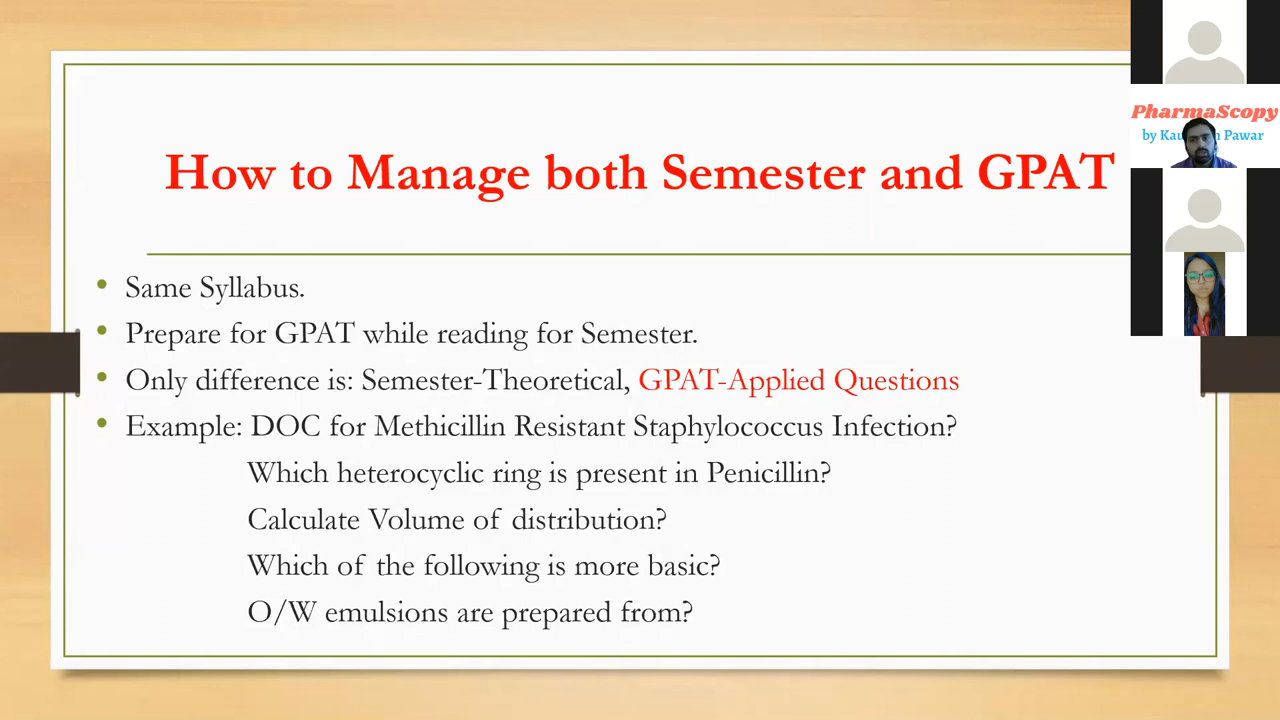 How to Manage both Semester and GPAT
• Same Syllabus.
• Prepare for GPAT while reading for Semester.
• Only difference is: Semester-Theoretical, GPAT-Applied Questions
• Example: DOC for Methicillin Resistant Staphylococcus Infection?
Which heterocyclic ring is present in Penicillin?
Calculate Volume of distribution?
Which of the following is more basic?
O/W emulsions are prepared from?
PharmaScopy
by Pawar